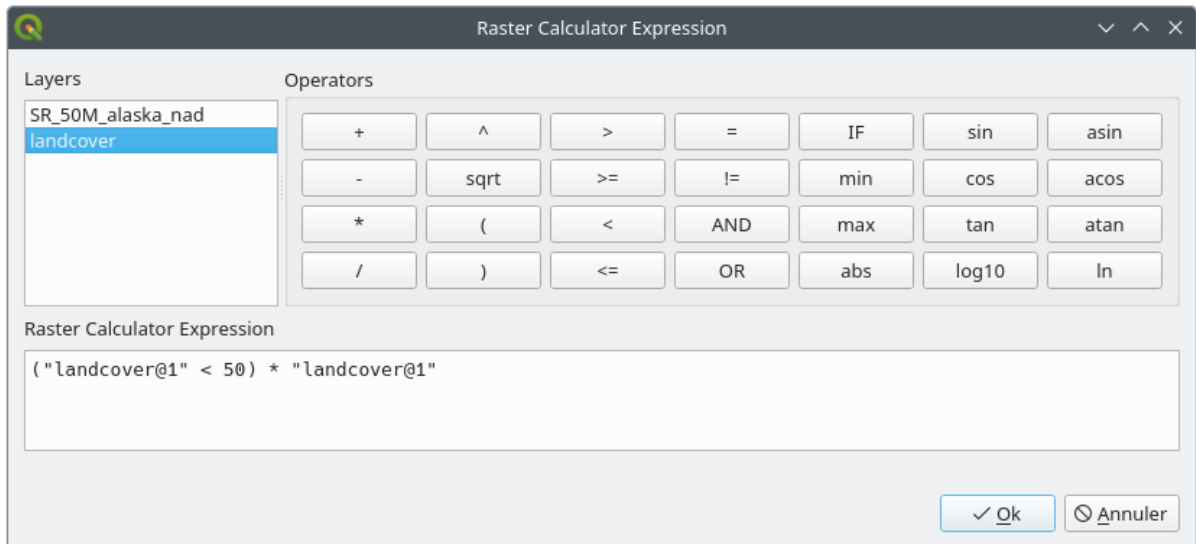 Raster Calculator Expression
Layers
Operators
SR_50M_alaska_nad
landcover
+ ^ > = IF sin asin
- sqrt >= != min cos acos
* ( < AND max tan atan
/ ) <= OR abs log10 ln
Raster Calculator Expression
("landcover@1" < 50) * "landcover@1"
Ok Annuler